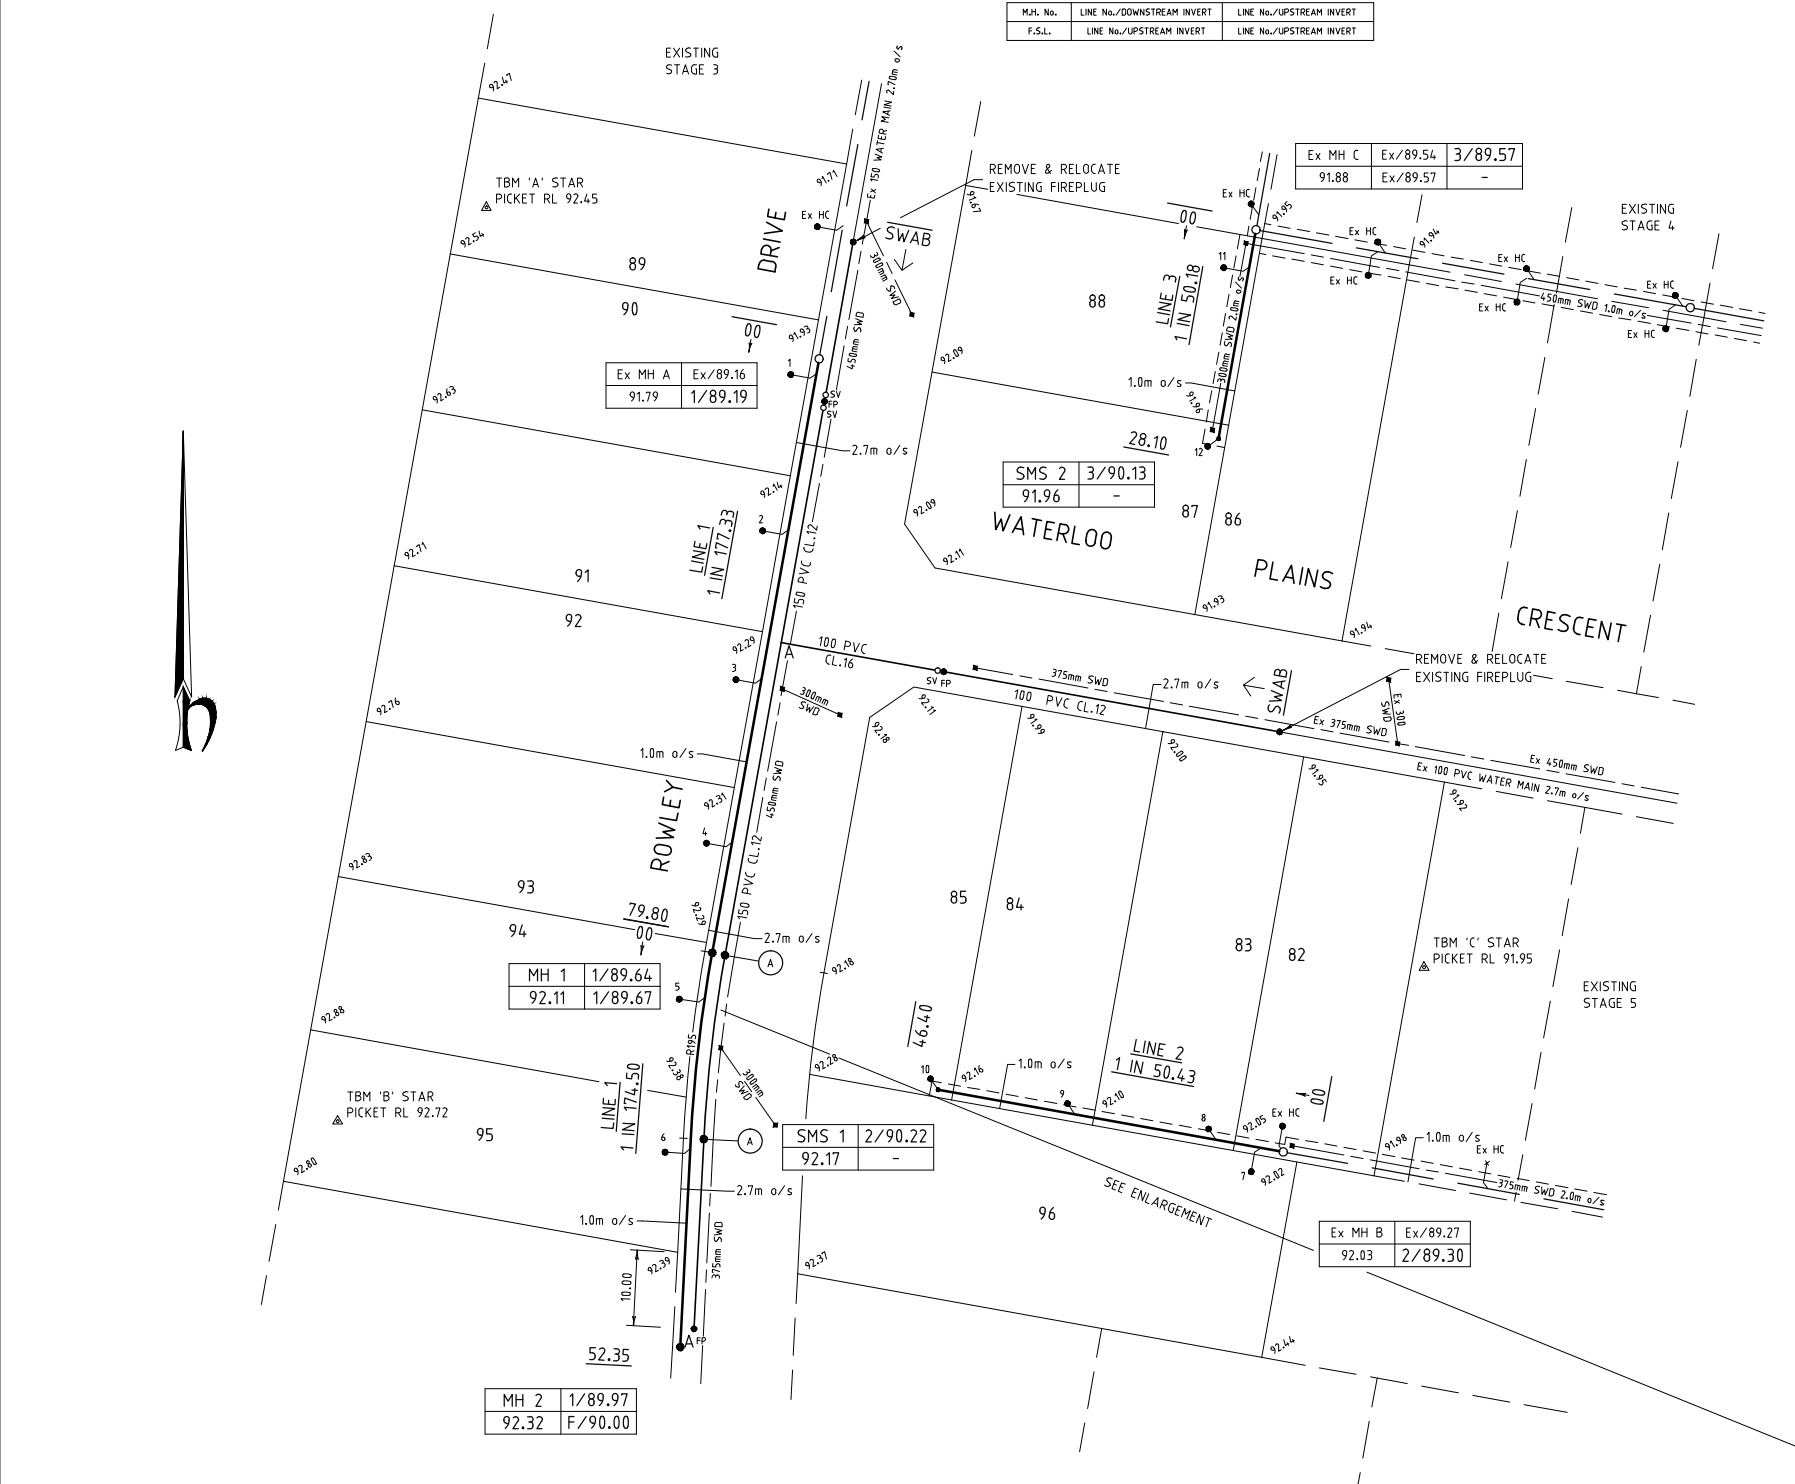 M.H. No. LINE No./DOWNSTREAM INVERT LINE No./UPSTREAM INVERT
F.S.L. LINE No./UPSTREAM INVERT LINE No./UPSTREAM INVERT
EXISTING
STAGE 3
92.47
Ex 150 WATER MAIN 2.70m o/s
91.71
TBM 'A' STAR
PICKET RL 92.45
Ex HC
DRIVE
REMOVE & RELOCATE
EXISTING FIREPLUG
SWAB
300mm SWD
91.67
00
Ex HC
91.95
Ex MH C Ex/89.54 3/89.57
91.88 Ex/89.57 -
EXISTING
STAGE 4
Ex HC
91.94
Ex HC
Ex HC
Ex HC
Ex HC
Ex HC
450mm SWD 1.0m o/s
11
LINE 3
1 IN 50.18
300mm SWD 2.0m o/s
88
92.54
89
90
00
91.93
1
450mm SWD
SV
FP
SV
Ex MH A Ex/89.16
91.79 1/89.19
92.09
1.0m o/s
91.96
28.10
12
SMS 2 3/90.13
91.96 -
92.63
2.7m o/s
92.14
2
LINE 1
1 IN 177.33
150 PVC CL.12
92.09
92.11
WATERLOO
87
86
PLAINS
CRESCENT
91.93
91.94
92.71
91
92
92.29
3
A
100 PVC
CL.16
SV FP
375mm SWD
2.7m o/s
SWAB
REMOVE & RELOCATE
EXISTING FIREPLUG
100 PVC CL.12
Ex 375mm SWD
Ex 300
SWD
Ex 450mm SWD
Ex 100 PVC WATER MAIN 2.7m o/s
300mm
SWD
92.11
92.18
91.99
92.00
91.95
91.92
92.76
1.0m o/s
450mm SWD
92.31
ROWLEY
4
150 PVC CL.12
92.83
93
94
79.80
00
92.29
2.7m o/s
A
85
84
83
82
92.18
TBM 'C' STAR
PICKET RL 91.95
EXISTING
STAGE 5
MH 1 1/89.64
92.11 1/89.67
5
92.88
R195
92.38
300mm
SWD
LINE 1
1 IN 174.50
TBM 'B' STAR
PICKET RL 92.72
95
6
A
46.40
10
92.28
92.16
1.0m o/s
LINE 2
1 IN 50.43
9
92.10
8
92.05
Ex HC
00
91.98
1.0m o/s
Ex HC
7
92.02
375mm SWD 2.0m o/s
SMS 1 2/90.22
92.17 -
92.80
2.7m o/s
1.0m o/s
375mm SWD
SEE ENLARGEMENT
96
Ex MH B Ex/89.27
92.03 2/89.30
92.39
10.00
92.37
A FP
92.44
52.35
MH 2 1/89.97
92.32 F/90.00